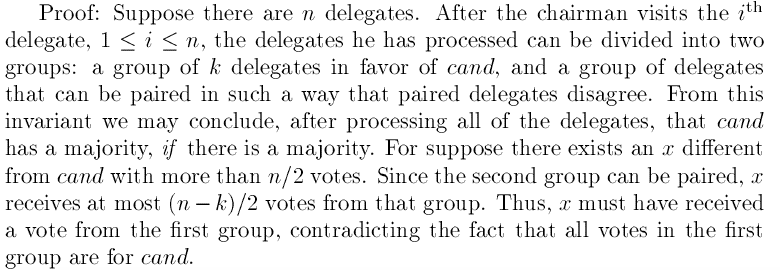 Proof: Suppose there are n delegates. After the chairman visits the i^th
delegate, 1 ≤ i ≤ n, the delegates he has processed can be divided into two
groups: a group of k delegates in favor of cand, and a group of delegates
that can be paired in such a way that paired delegates disagree. From this
invariant we may conclude, after processing all of the delegates, that cand
has a majority, if there is a majority. For suppose there exists an x different
from cand with more than n/2 votes. Since the second group can be paired, x
receives at most (n − k)/2 votes from that group. Thus, x must have received
a vote from the first group, contradicting the fact that all votes in the first
group are for cand.